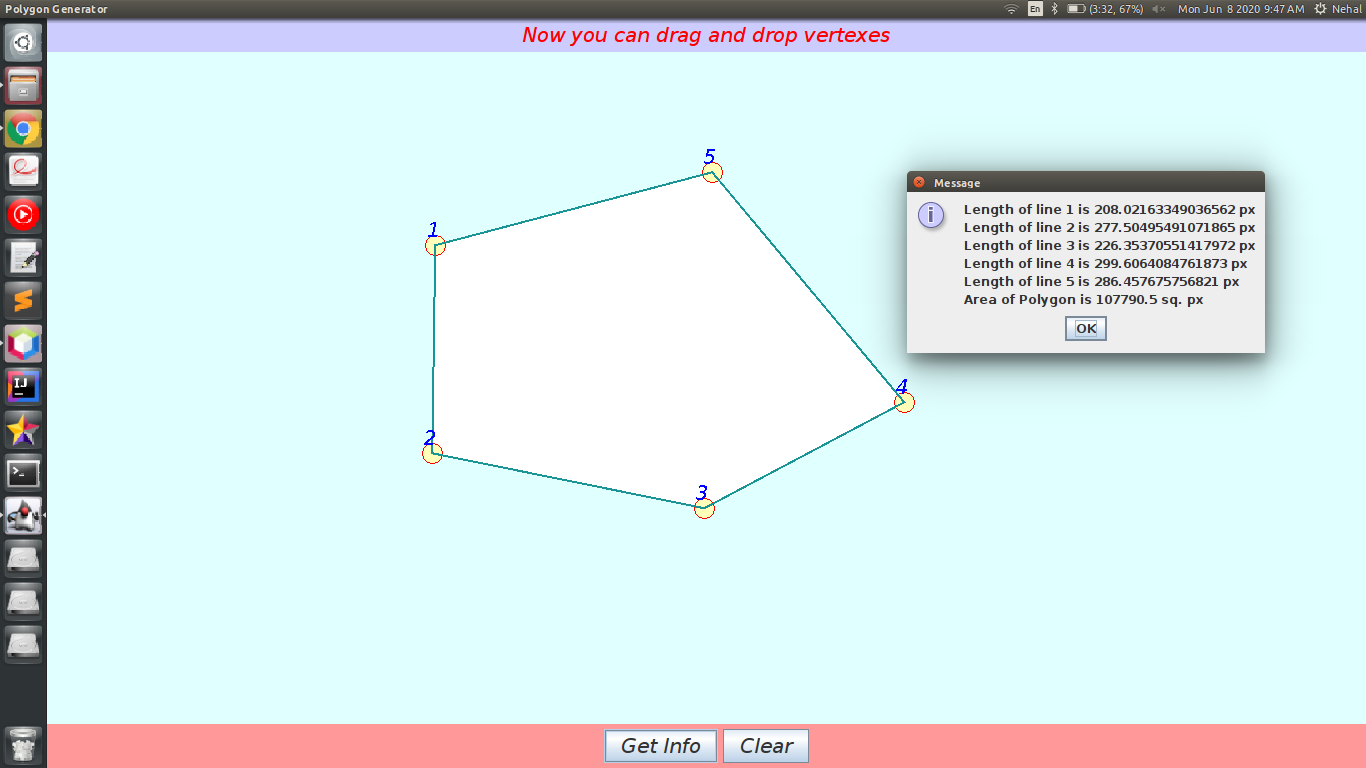 Polygon Generator
En
(3:32, 67%)
Mon Jun 8 2020 9:47 AM
Nehal
Now you can drag and drop vertexes
5
1
4
2
3
Message
Length of line 1 is 208.02163349036562 px
Length of line 2 is 277.50495491071865 px
Length of line 3 is 226.35370551417972 px
Length of line 4 is 299.6064084761873 px
Length of line 5 is 286.457675756821 px
Area of Polygon is 107790.5 sq. px
OK
IJ
>_
Get Info
Clear